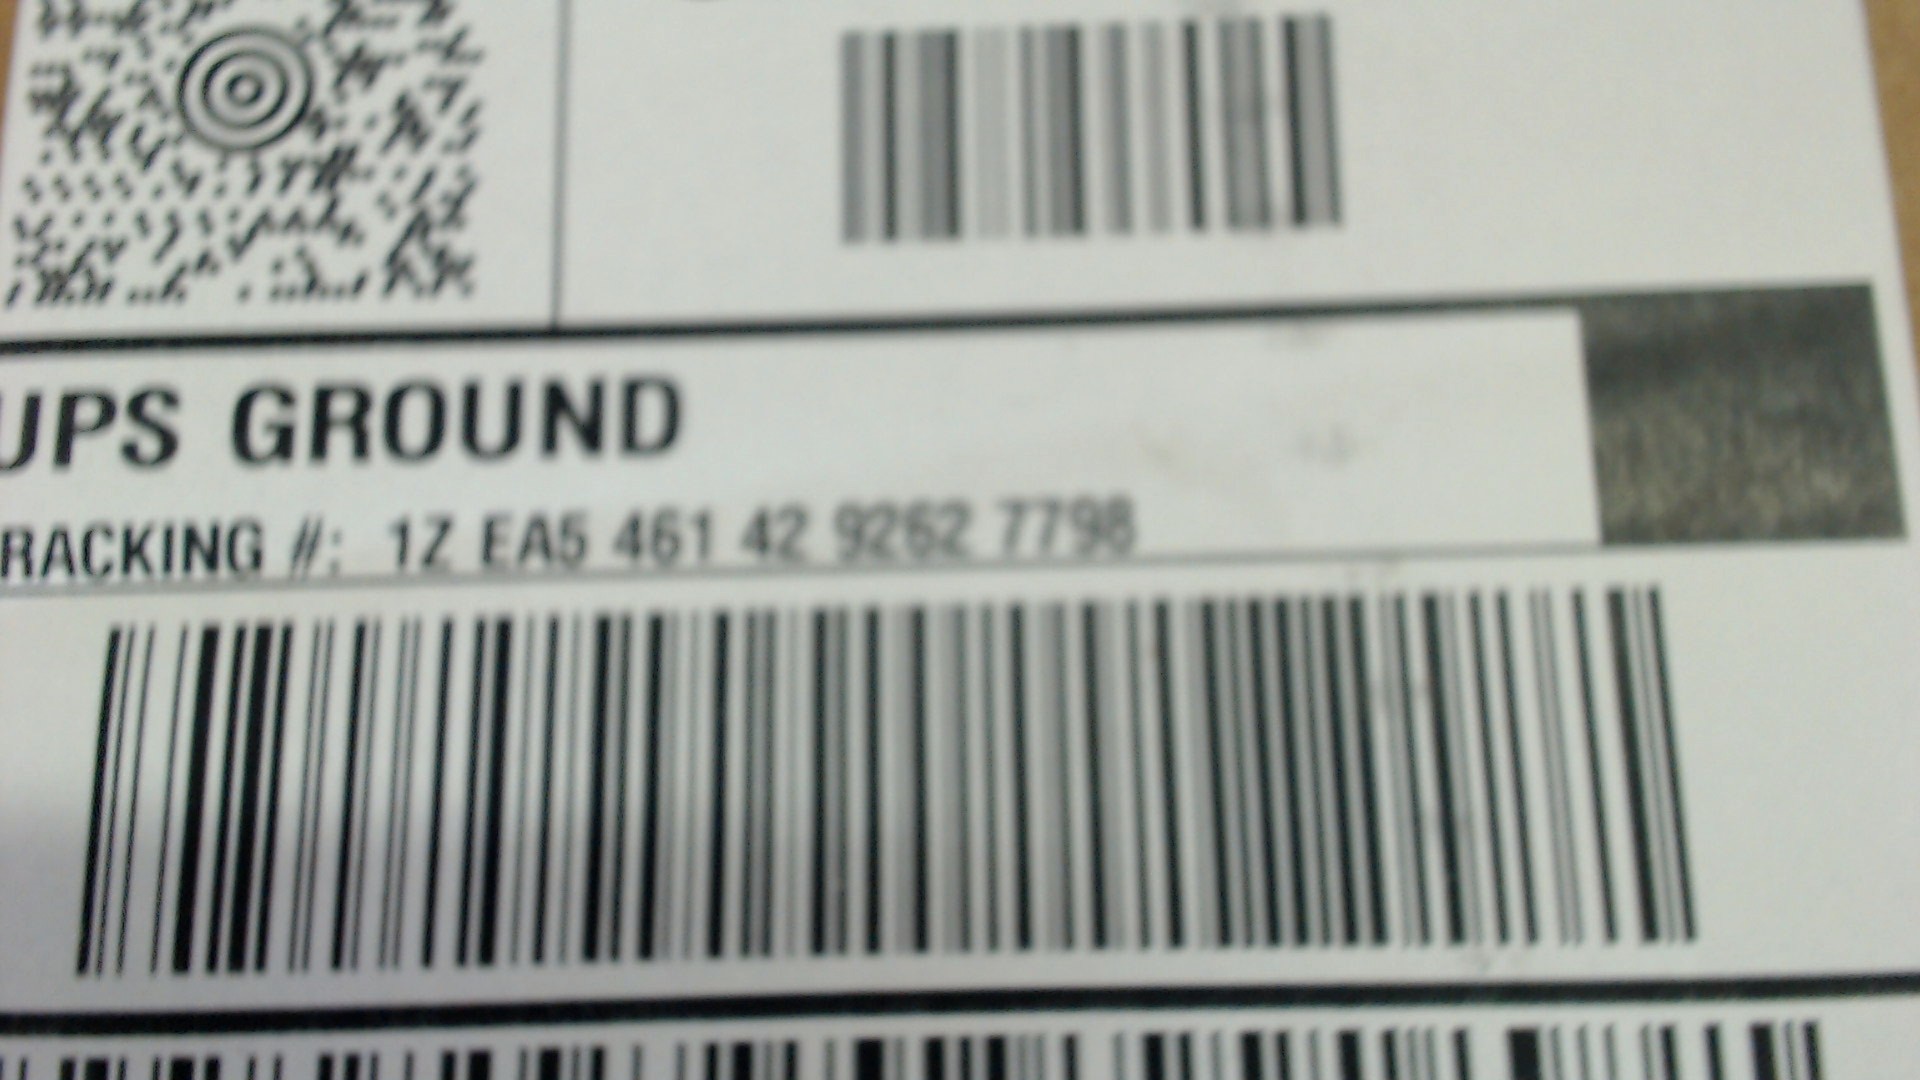 UPS GROUND
RACKING #: 1Z EA5 461 42 9262 7798